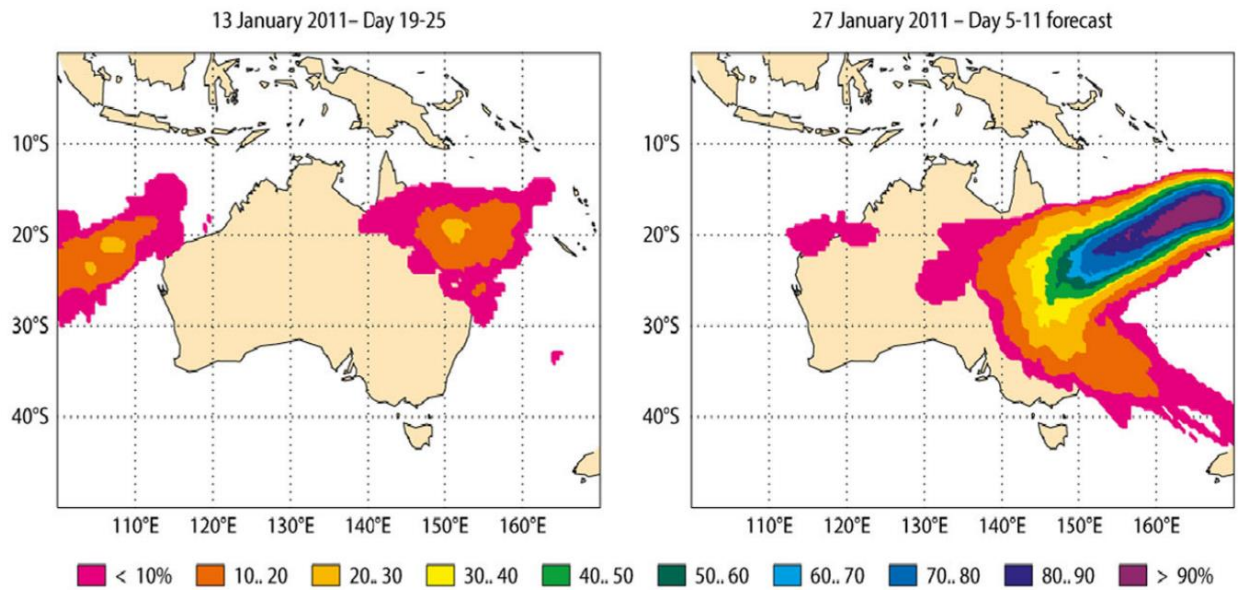 13 January 2011– Day 19-25
27 January 2011 – Day 5-11 forecast
10°S
20°S
30°S
40°S
110°E 120°E 130°E 140°E 150°E 160°E
10°S
20°S
30°S
40°S
110°E 120°E 130°E 140°E 150°E 160°E
< 10% 10.. 20 20.. 30 30.. 40 40.. 50 50.. 60 60.. 70 70.. 80 80.. 90 > 90%